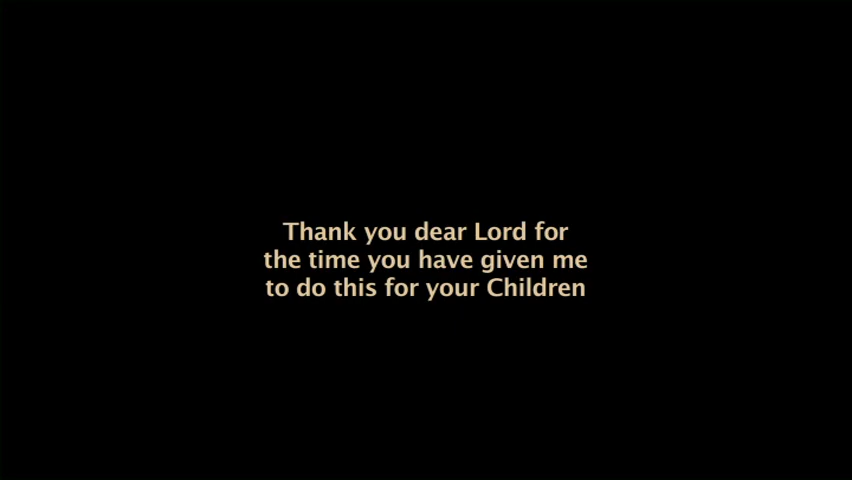 Thank you dear Lord for
the time you have given me
to do this for your Children